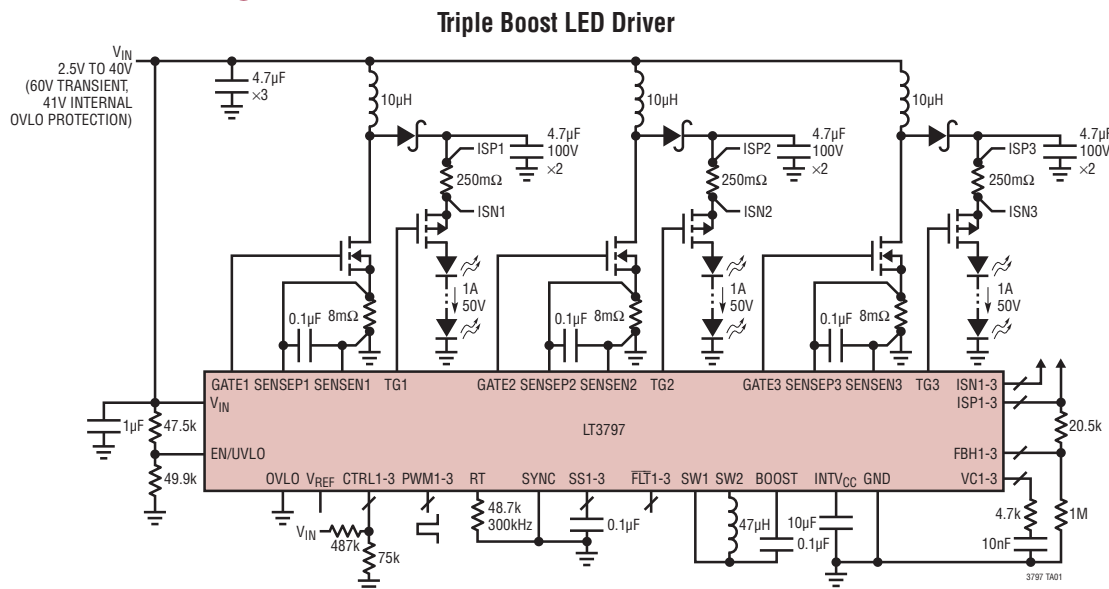 Triple Boost LED Driver
VIN
2.5V TO 40V
(60V TRANSIENT,
41V INTERNAL
OVLO PROTECTION)
4.7µF
×3
10µH
ISP1
250mΩ
ISN1
4.7µF
100V
×2
1A
50V
0.1µF
8mΩ
10µH
ISP2
250mΩ
ISN2
4.7µF
100V
×2
1A
50V
0.1µF
8mΩ
10µH
ISP3
250mΩ
ISN3
4.7µF
100V
×2
1A
50V
0.1µF
8mΩ
GATE1 SENSEP1 SENSEN1 TG1 GATE2 SENSEP2 SENSEN2 TG2 GATE3 SENSEP3 SENSEN3 TG3 ISN1-3
VIN
ISP1-3
1µF
47.5k
20.5k
LT3797
EN/UVLO
FBH1-3
49.9k
OVLO VREF CTRL1-3 PWM1-3 RT SYNC SS1-3 FLT1-3 SW1 SW2 BOOST INTVCC GND VC1-3
48.7k
300kHz
0.1µF
47µH
0.1µF
10µF
4.7k
1M
10nF
VIN
487k
75k
3797 TA01